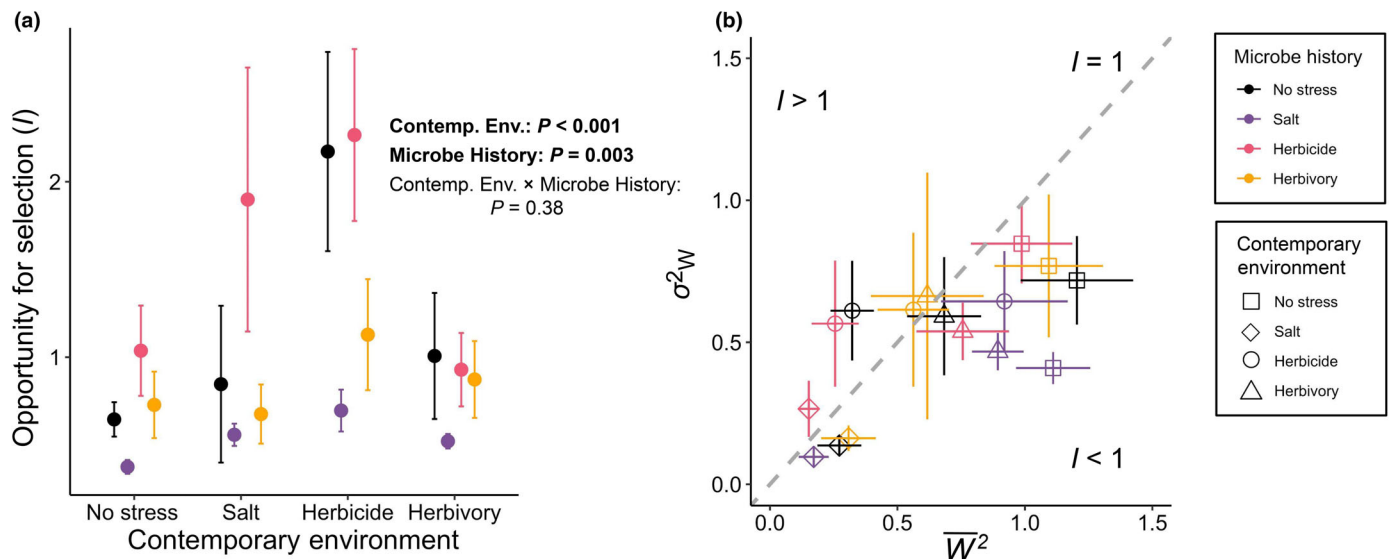 (a)
Opportunity for selection (I)
2
1
Contemp. Env.: P < 0.001
Microbe History: P = 0.003
Contemp. Env. × Microbe History:
P = 0.38
No stress Salt Herbicide Herbivory
Contemporary environment
(b)
σ²W
1.5
1.0
0.5
0.0
I > 1
I = 1
I < 1
0.0 0.5 1.0 1.5
W̅²
Microbe history
No stress
Salt
Herbicide
Herbivory
Contemporary
environment
No stress
Salt
Herbicide
Herbivory